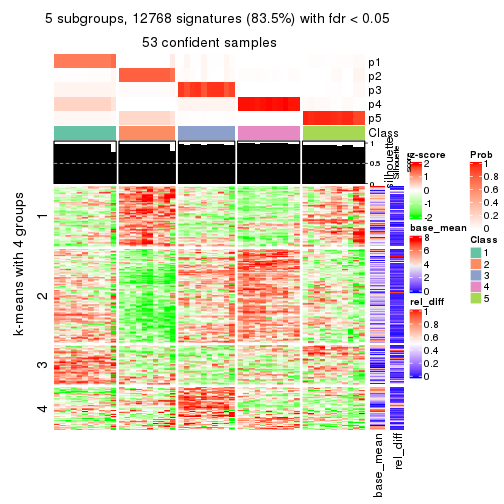 5 subgroups, 12768 signatures (83.5%) with fdr < 0.05
53 confident samples
p1
p2
p3
p4
p5
Class
1
0.5
0
Silhouette score
silhouette
k-means with 4 groups
1
2
3
4
base_mean
rel_diff
z-score
2
1
0
-1
-2
base_mean
8
6
4
2
0
rel_diff
1
0.8
0.6
0.4
0.2
0
Prob
1
0.8
0.6
0.4
0.2
0
Class
1
2
3
4
5